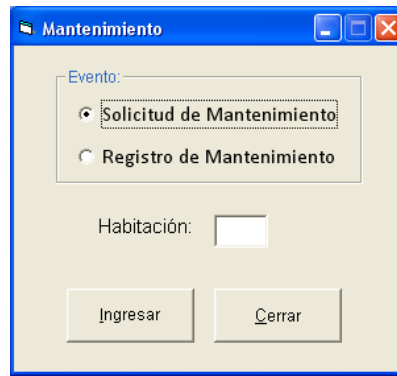 Mantenimiento
Evento:
Solicitud de Mantenimiento
Registro de Mantenimiento
Habitación:
Ingresar Cerrar